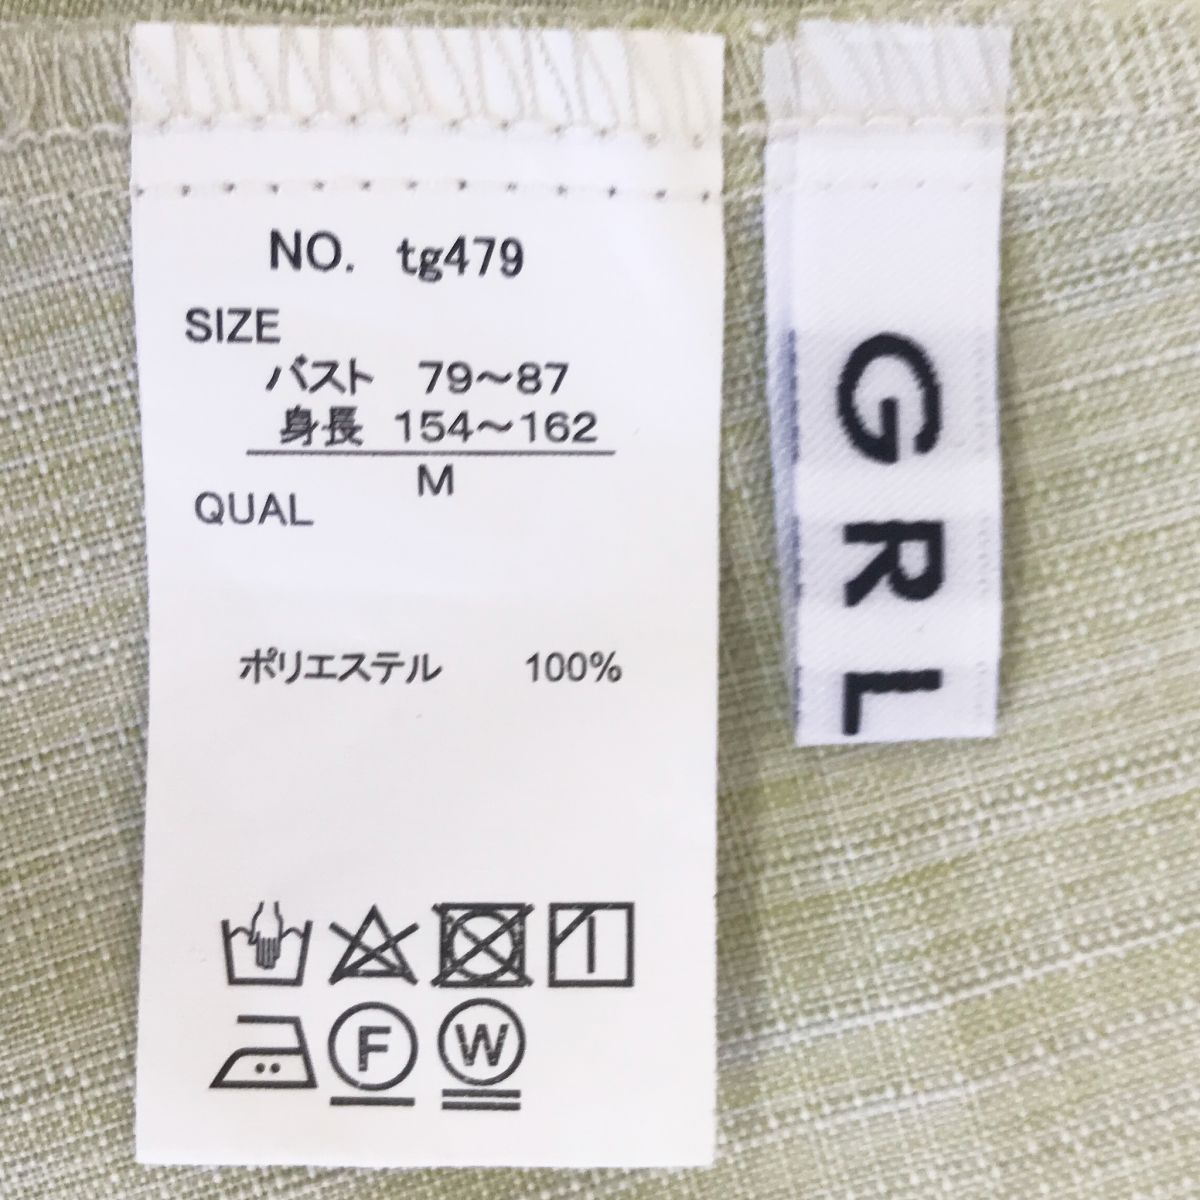 NO. tg479
SIZE
バスト 79～87
身長 154～162
M
QUAL
ポリエステル 100%
F
W
GRL